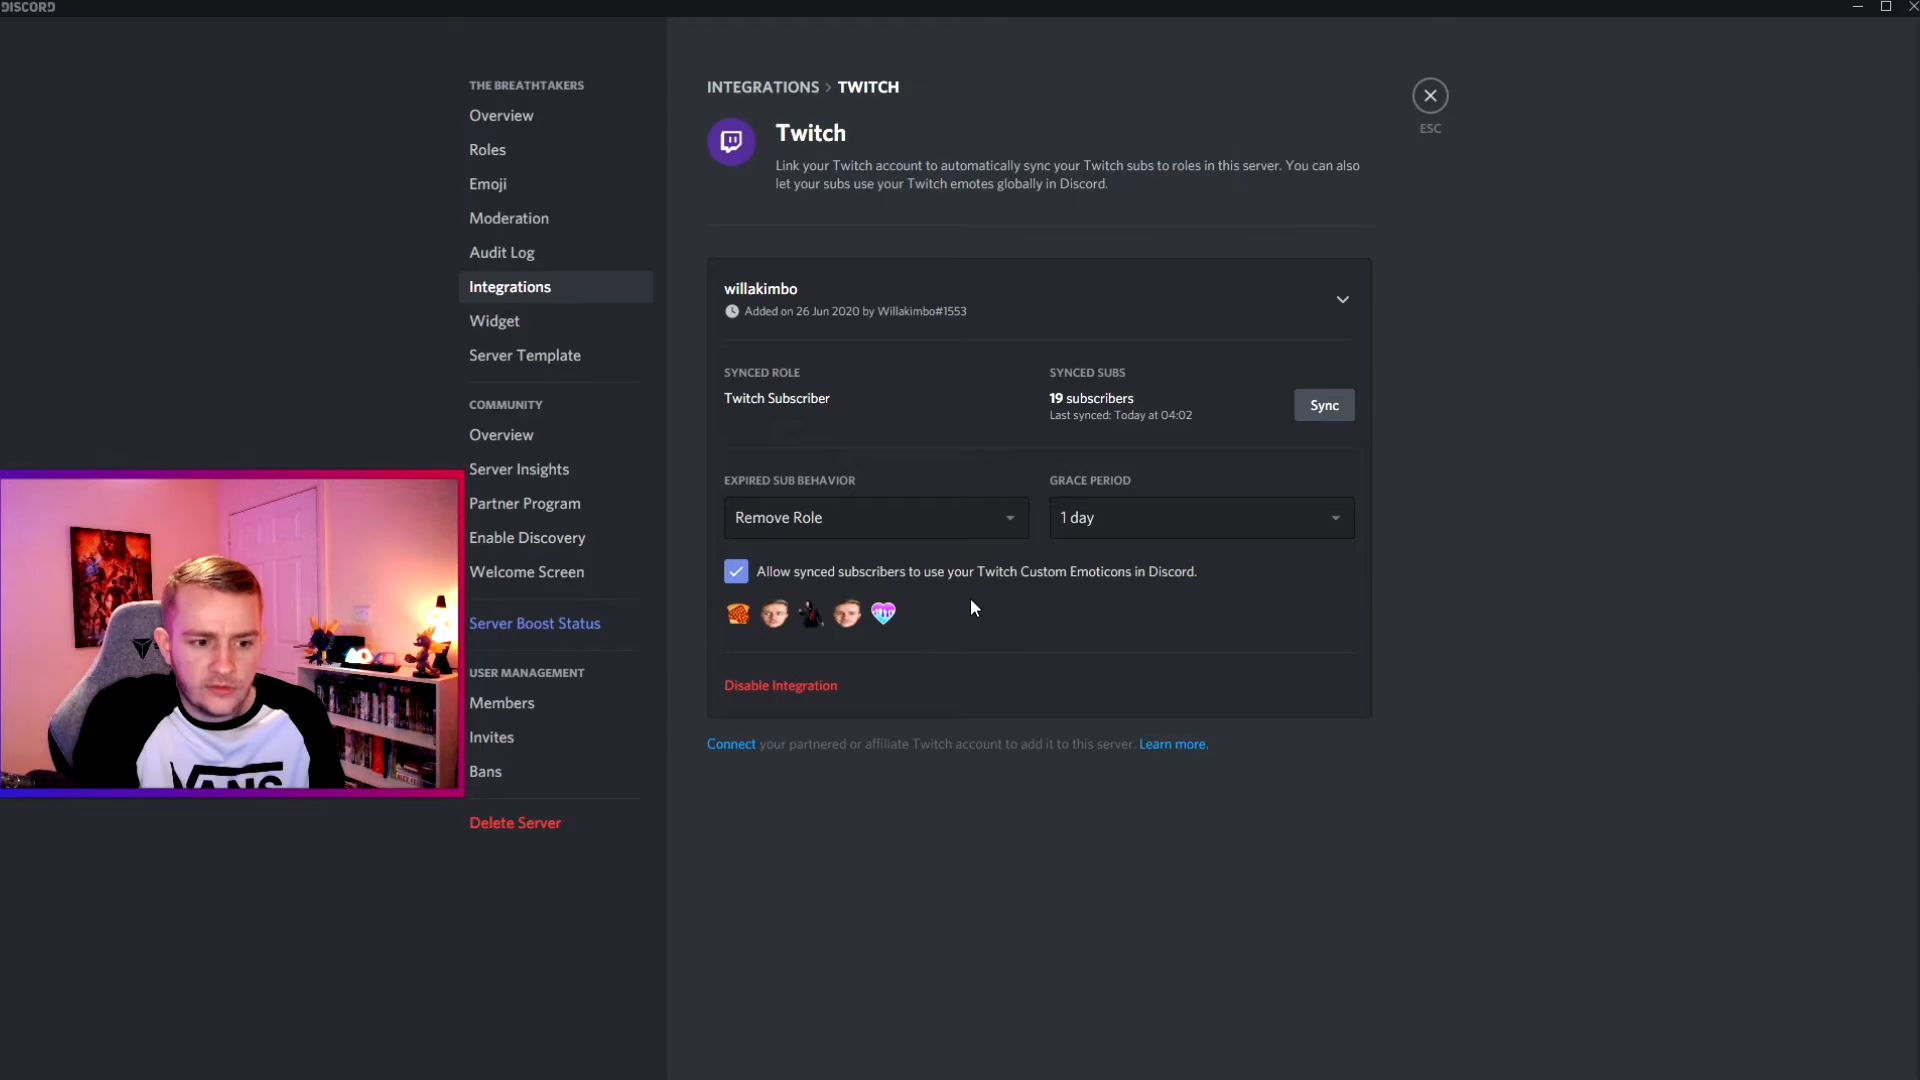 DISCORD
THE BREATHTAKERS
Overview
Roles
Emoji
Moderation
Audit Log
Integrations
Widget
Server Template
COMMUNITY
Overview
Server Insights
Partner Program
Enable Discovery
Welcome Screen
Server Boost Status
USER MANAGEMENT
Members
Invites
Bans
Delete Server
INTEGRATIONS > TWITCH
Twitch
Link your Twitch account to automatically sync your Twitch subs to roles in this server. You can also
let your subs use your Twitch emotes globally in Discord.
ESC
willakimbo
Added on 26 Jun 2020 by Willakimbo#1553
SYNCED ROLE
Twitch Subscriber
SYNCED SUBS
19 subscribers
Last synced: Today at 04:02
Sync
EXPIRED SUB BEHAVIOR
Remove Role
GRACE PERIOD
1 day
Allow synced subscribers to use your Twitch Custom Emoticons in Discord.
Disable Integration
Connect your partnered or affiliate Twitch account to add it to this server. Learn more.
VANS